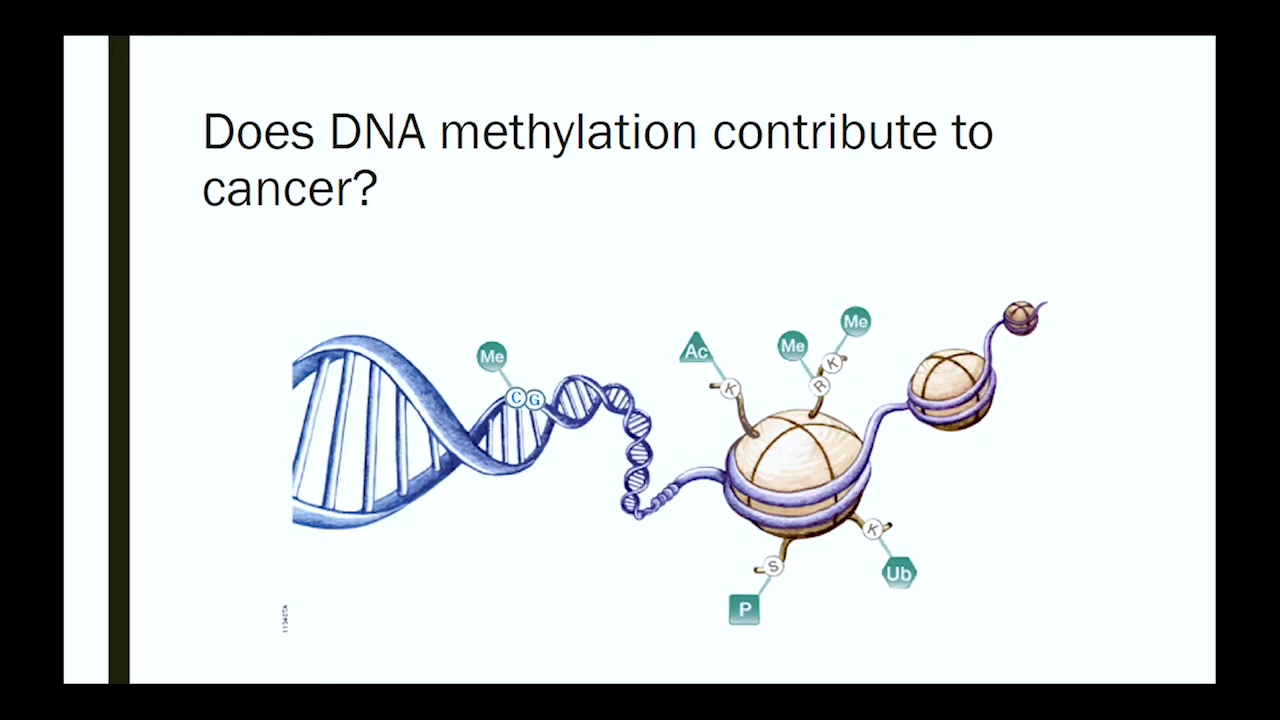 Does DNA methylation contribute to
cancer?
Me
Me
Ac
Me
K
R
K
C
G
K
S
Ub
P